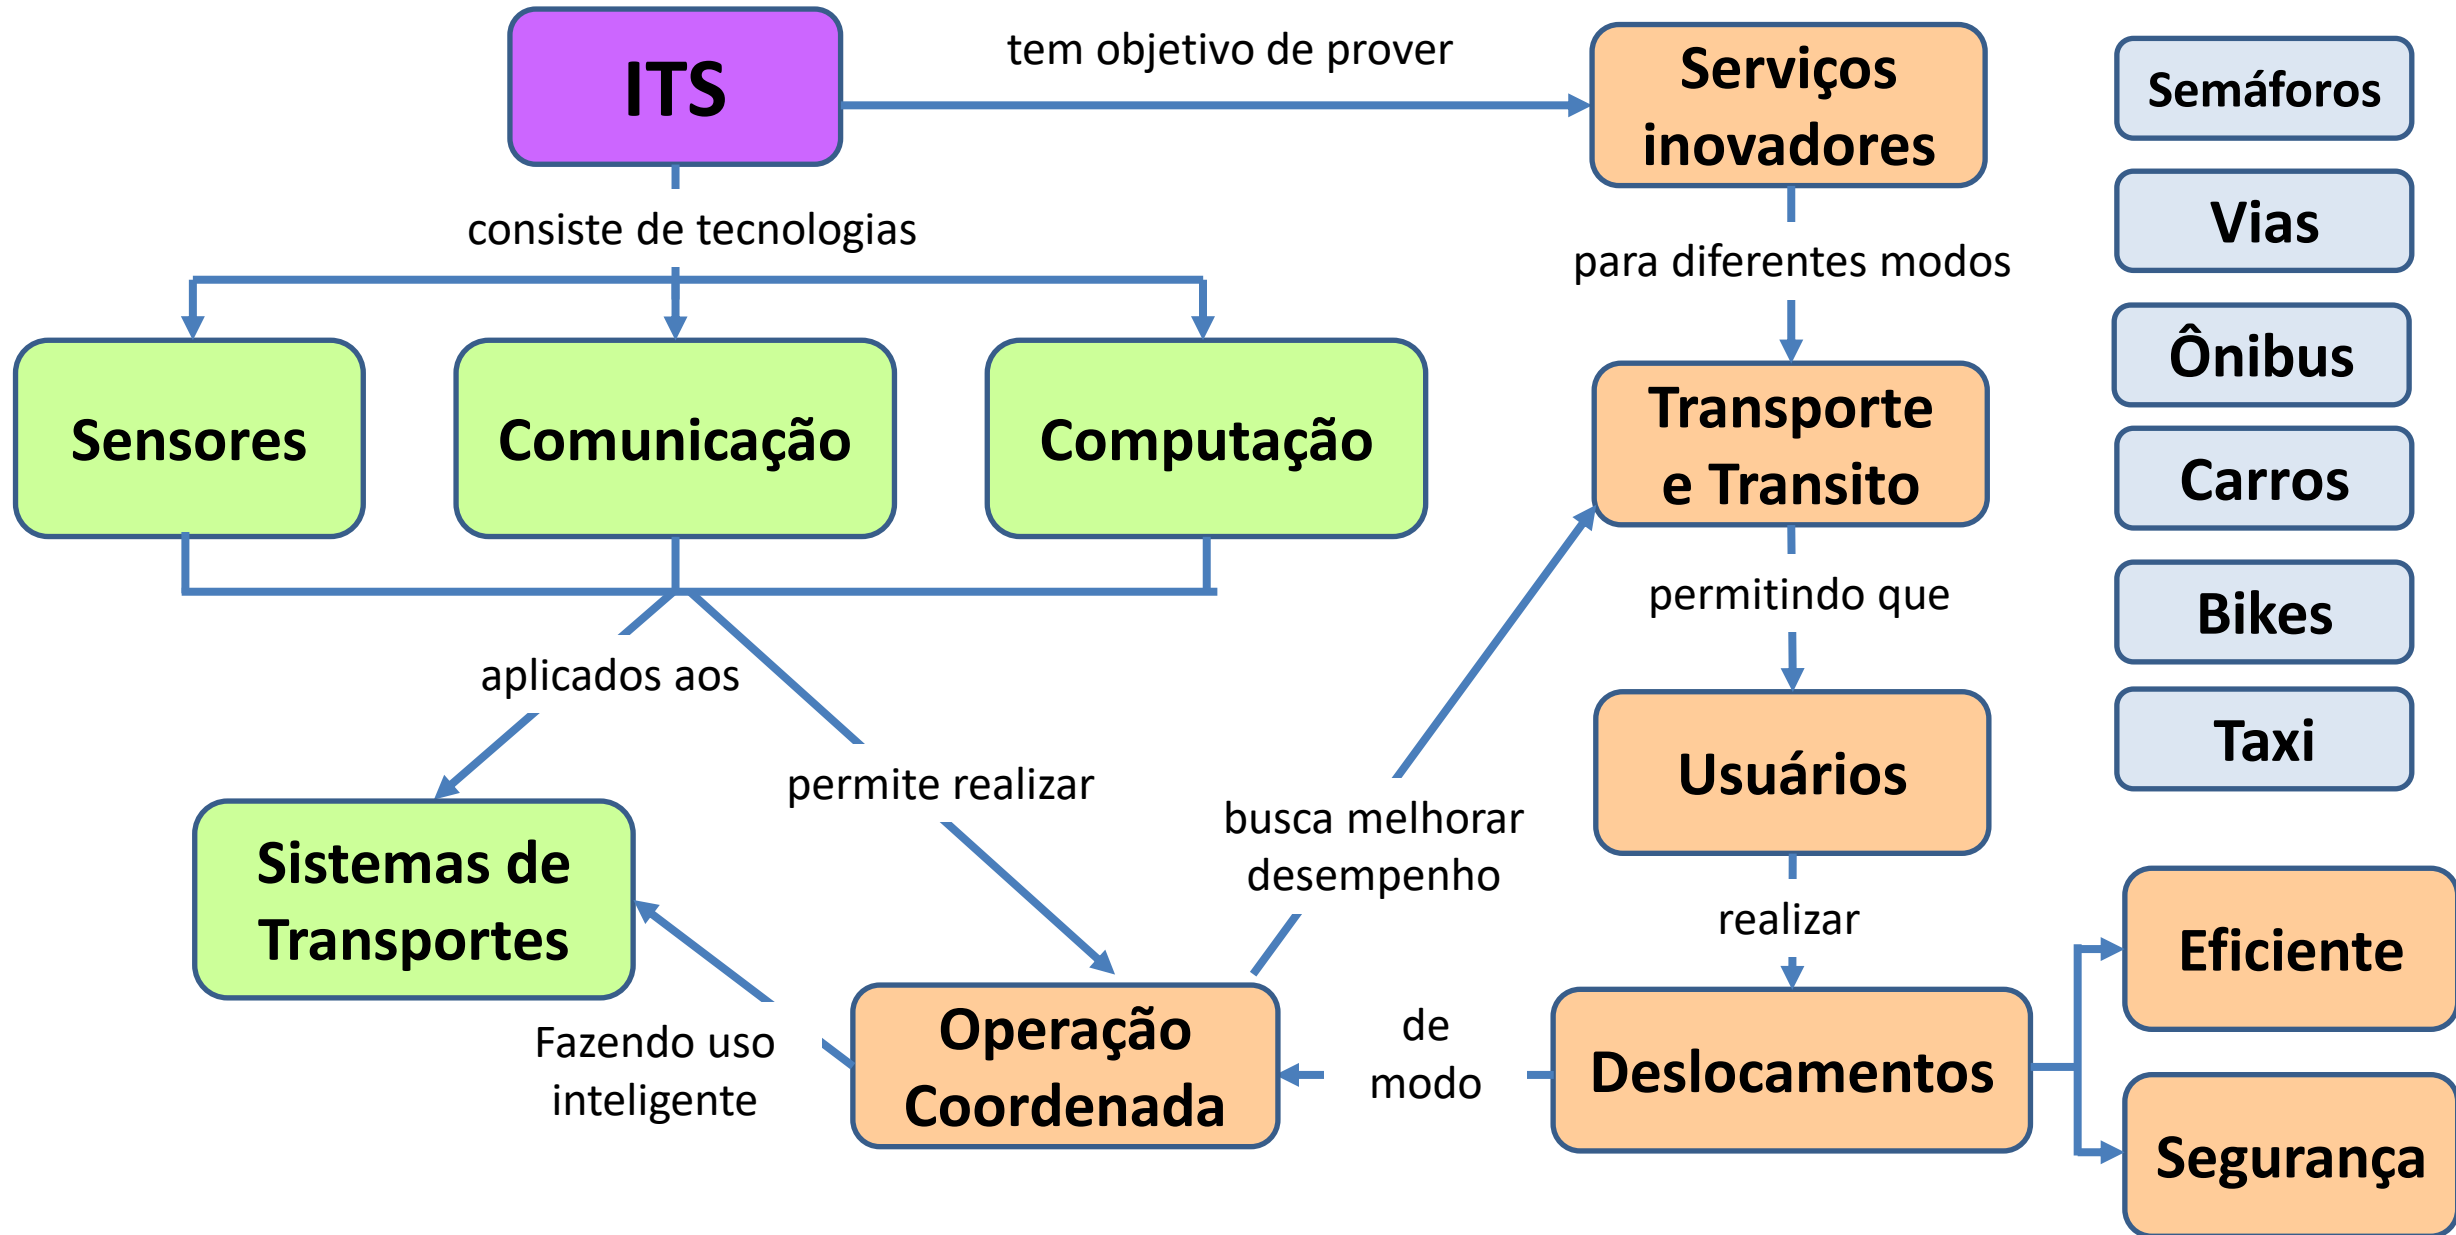 ITS
tem objetivo de prover
Serviços
inovadores
Semáforos
consiste de tecnologias
para diferentes modos
Vias
Ônibus
Sensores
Comunicação
Computação
Transporte
e Transito
Carros
permitindo que
Bikes
aplicados aos
permite realizar
Usuários
Taxi
busca melhorar
desempenho
Sistemas de
Transportes
realizar
Eficiente
Fazendo uso
inteligente
Operação
Coordenada
de
modo
Deslocamentos
Segurança